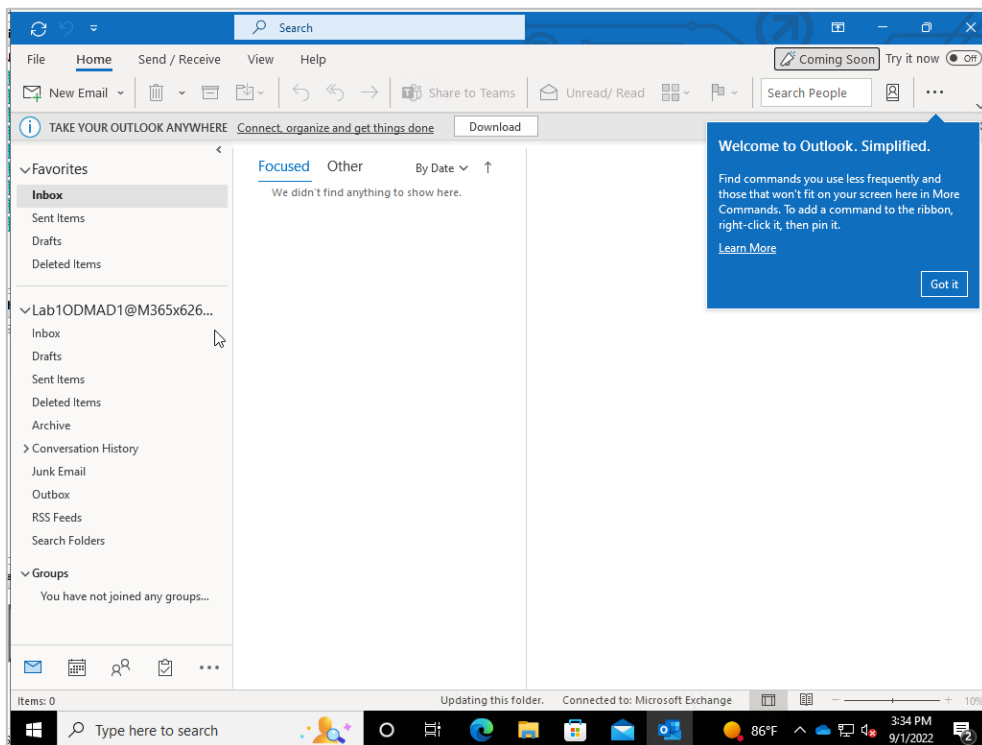 Search
File Home Send / Receive View Help
Coming Soon Try it now Off
New Email Share to Teams Unread/ Read Search People
TAKE YOUR OUTLOOK ANYWHERE Connect, organize and get things done Download
Welcome to Outlook. Simplified.
Find commands you use less frequently and
those that won't fit on your screen here in More
Commands. To add a command to the ribbon,
right-click it, then pin it.
Learn More
Got it
Favorites
Inbox
Sent Items
Drafts
Deleted Items
Lab1ODMAD1@M365x626...
Inbox
Drafts
Sent Items
Deleted Items
Archive
Conversation History
Junk Email
Outbox
RSS Feeds
Search Folders
Groups
You have not joined any groups...
Focused Other By Date
We didn't find anything to show here.
Items: 0 Updating this folder. Connected to: Microsoft Exchange 10%
Type here to search 86°F 3:34 PM
9/1/2022 2